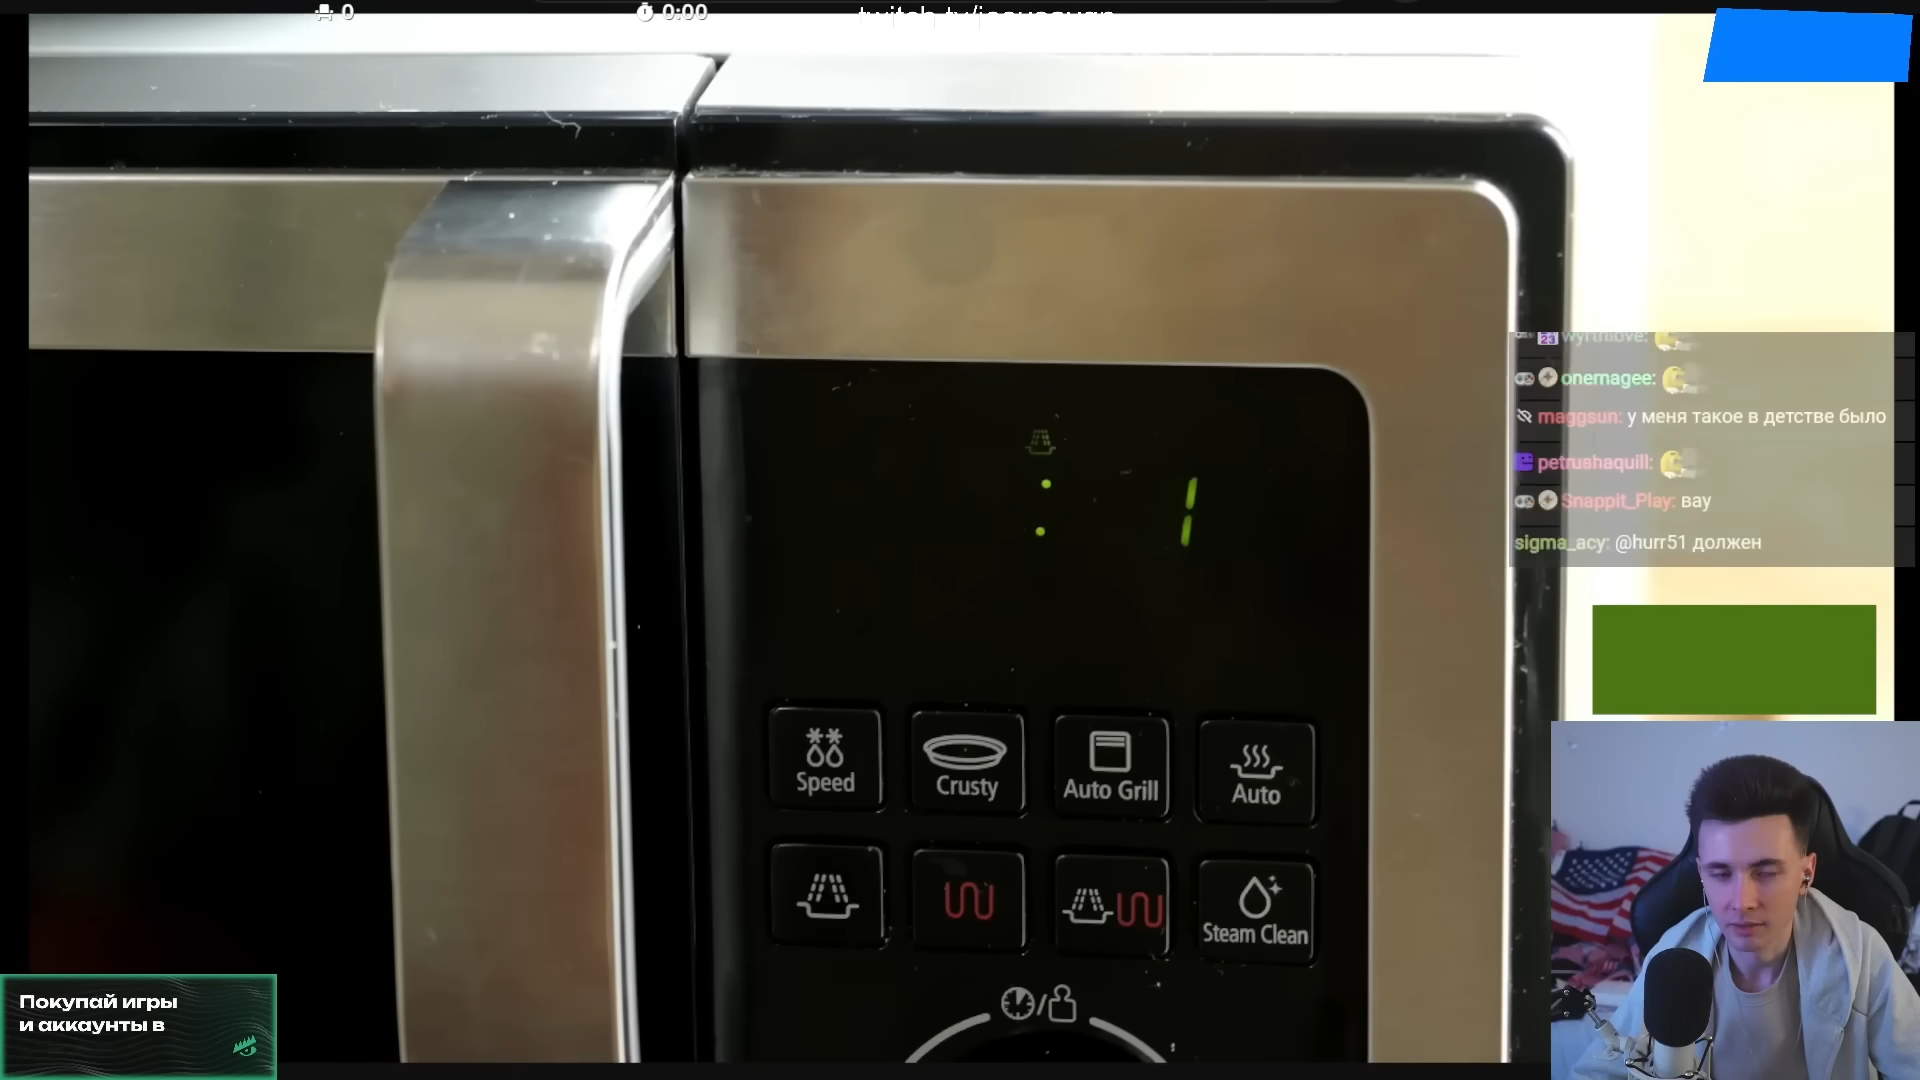 0
0:00
onemagee:
maggsun: у меня такое в детстве было
petrushaquill:
Snappit_Play: вау
sigma_acy: @hurr51 должен
: 1
Speed
Crusty
Auto Grill
Auto
Steam Clean
Покупай игры
и аккаунты в